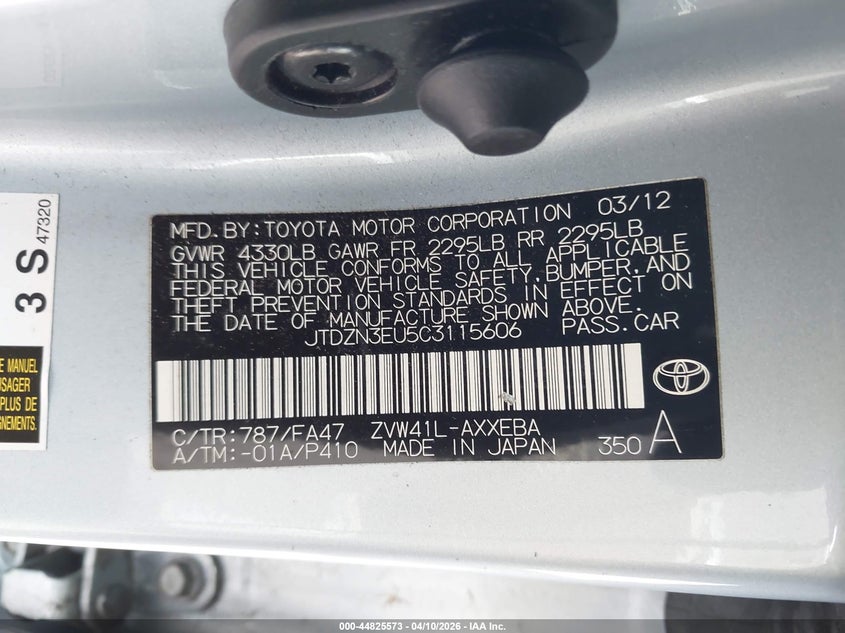 MFD. BY: TOYOTA MOTOR CORPORATION 03/12
GVWR 4330LB GAWR FR 2295LB RR 2295LB
THIS VEHICLE CONFORMS TO ALL APPLICABLE
FEDERAL MOTOR VEHICLE SAFETY, BUMPER, AND
THEFT PREVENTION STANDARDS IN EFFECT ON
THE DATE OF MANUFACTURE SHOWN ABOVE.
JTDZN3EU5C3115606 PASS. CAR
C/TR: 787/FA47 ZVW41L-AXXEBA
A/TM: -01A/P410 MADE IN JAPAN 350 A
3 S 47320
E MANUEL
USAGER
PLUS DE
GNEMENTS.
000-44825573 - 04/10/2026 - IAA Inc.